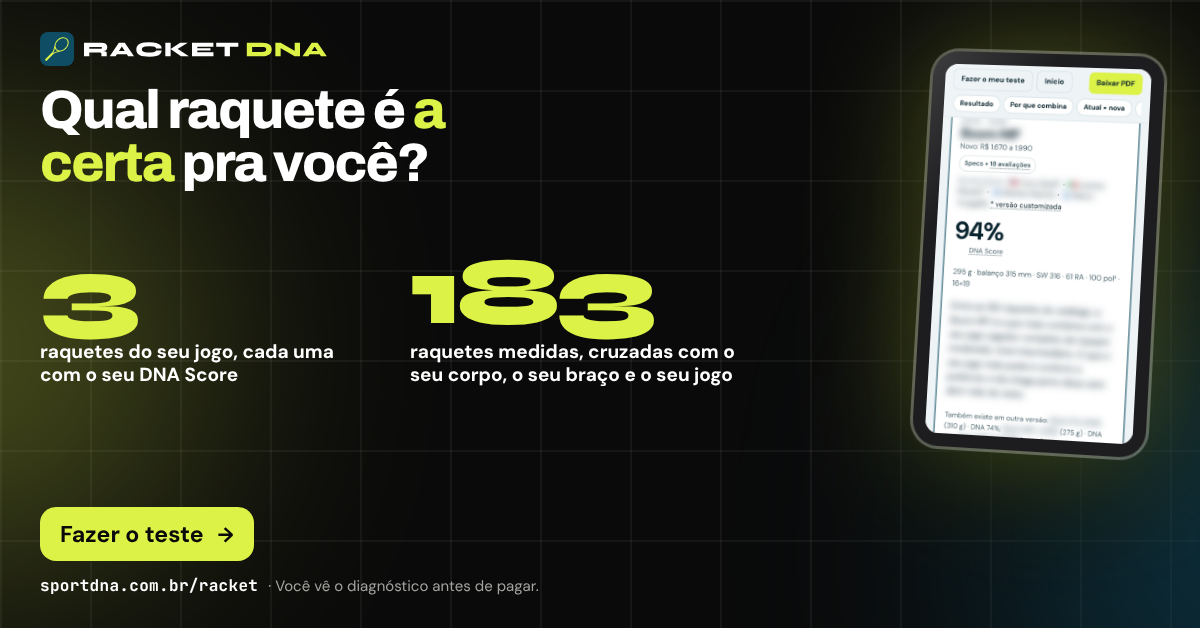 RACKET DNA
Qual raquete é a
certa pra você?
3
raquetes do seu jogo, cada uma
com o seu DNA Score
183
raquetes medidas, cruzadas com o
seu corpo, o seu braço e o seu jogo
Fazer o teste →
sportdna.com.br/racket · Você vê o diagnóstico antes de pagar.
Fazer o meu teste Início Baixar PDF
Resultado Por que combina Atual + nova
Novo: R$ 1.670 a 1.990
Specs + 18 avaliações
* versão customizada
94%
DNA Score
295 g · balanço 315 mm · SW 316 · 61 RA · 100 pol² ·
16×19
Também existe em outra versão:
(310 g) · DNA 74%, (275 g) · DNA